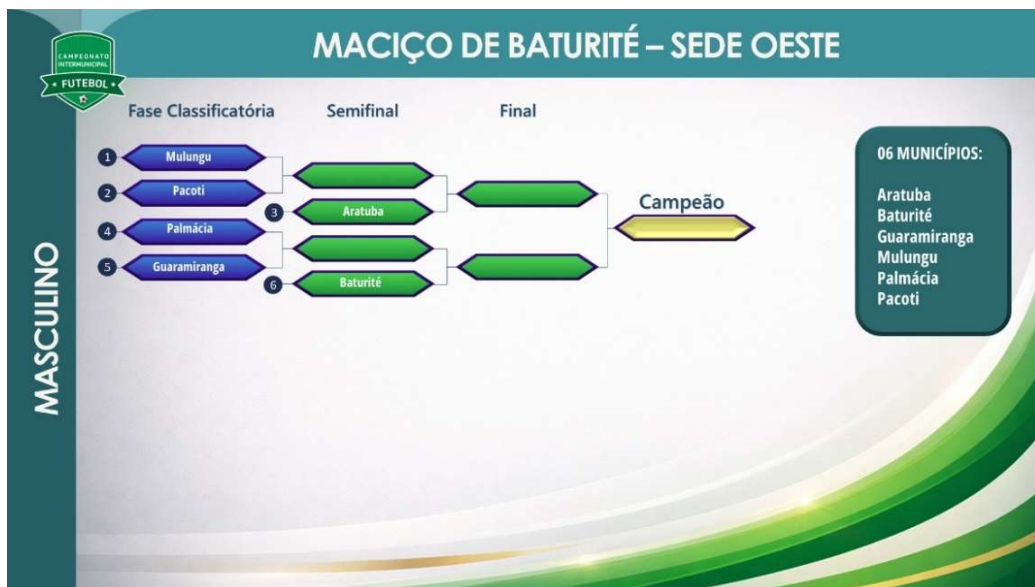 MACIÇO DE BATURITÉ – SEDE OESTE
CAMPEONATO
INTERMUNICIPAL
FUTEBOL
MASCULINO
Fase Classificatória
Semifinal
Final
1 Mulungu
2 Pacoti
3 Aratuba
4 Palmácia
5 Guaramiranga
6 Baturité
Campeão
06 MUNICÍPIOS:
Aratuba
Baturité
Guaramiranga
Mulungu
Palmácia
Pacoti